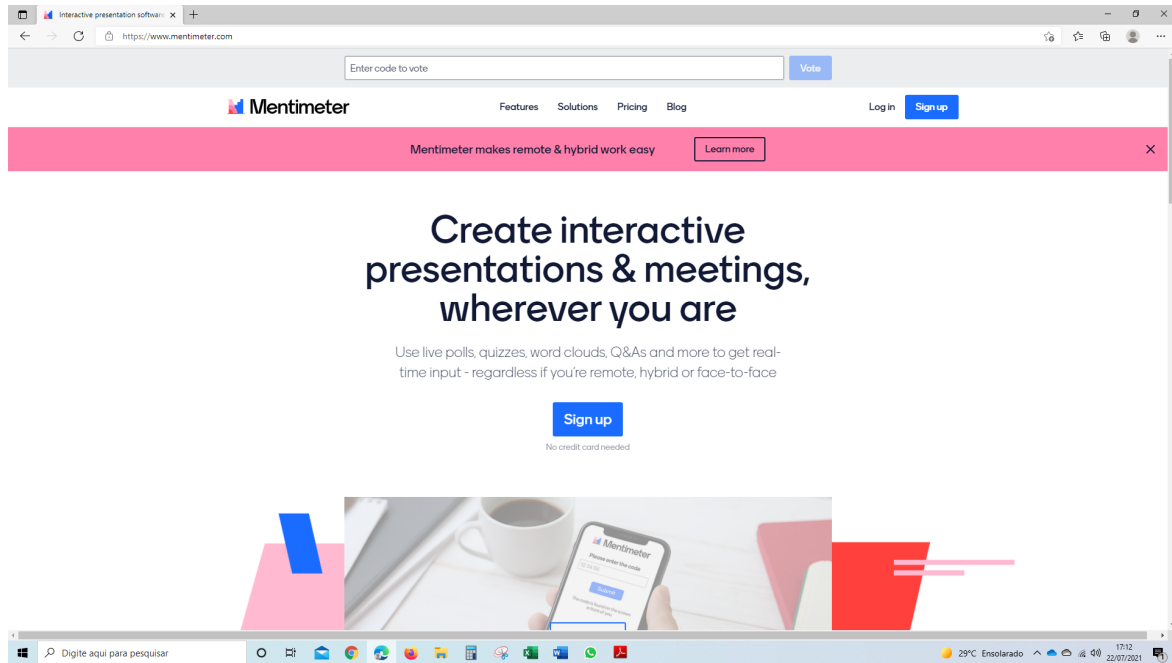 Interactive presentation software
https://www.mentimeter.com
Enter code to vote
Vote
Mentimeter
Features
Solutions
Pricing
Blog
Log in
Sign up
Mentimeter makes remote & hybrid work easy
Learn more
Create interactive
presentations & meetings,
wherever you are
Use live polls, quizzes, word clouds, Q&As and more to get real-
time input - regardless if you're remote, hybrid or face-to-face
Sign up
No credit card needed
Mentimeter
Please enter the code
Submit
Digite aqui para pesquisar
29°C Ensolarado
17:12
22/07/2021